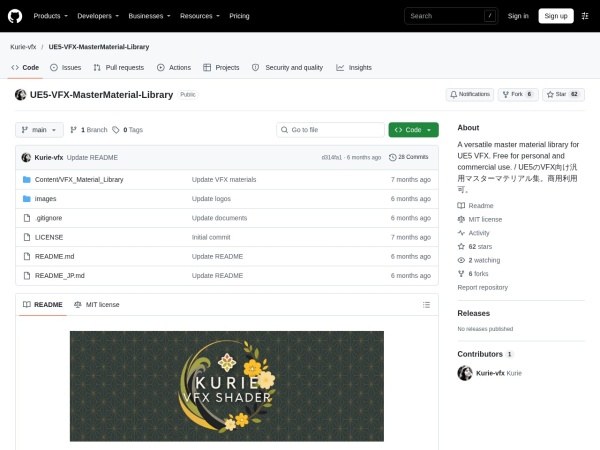 Products Developers Businesses Resources Pricing Search / Sign in Sign up
Kurie-vfx / UE5-VFX-MasterMaterial-Library
Code Issues Pull requests Actions Projects Security and quality Insights
UE5-VFX-MasterMaterial-Library Public Notifications Fork 6 Star 62
main 1 Branch 0 Tags Go to file Code
Kurie-vfx Update README 6 months ago 28 Commits
Content/VFX_Material_Library Update VFX materials 7 months ago
images Update logos 6 months ago
.gitignore Update documents 6 months ago
LICENSE Initial commit 7 months ago
README.md Update README 6 months ago
README_JP.md Update README 6 months ago
README MIT license
KURIE
VFX SHADER
About
A versatile master material library for
UE5 VFX. Free for personal and
commercial use. / UE5のVFX向け汎
用マスターマテリアル集。商用利用
可。
Readme
MIT license
Activity
62 stars
2 watching
6 forks
Report repository
Releases
No releases published
Contributors 1
Kurie-vfx Kurie